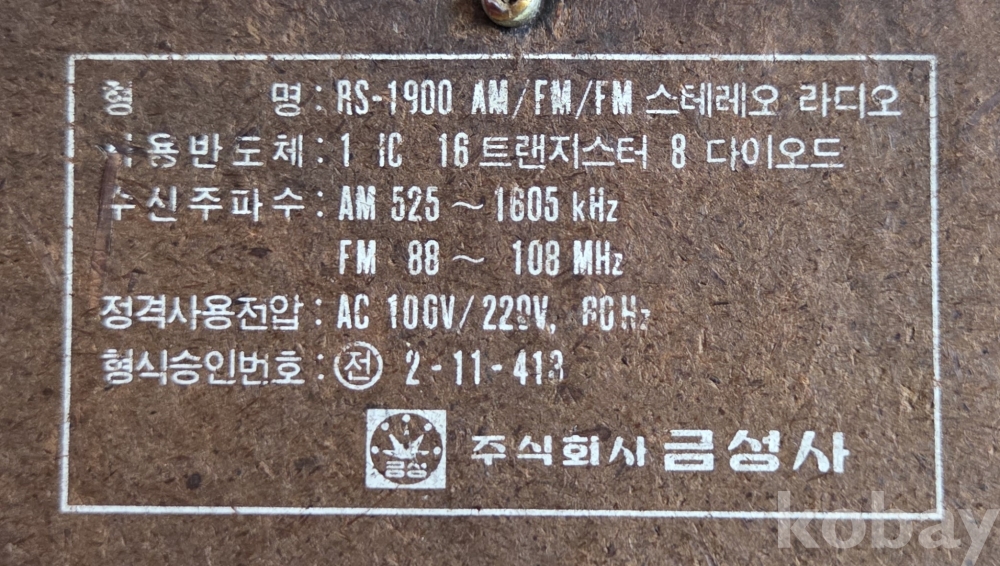 형 명 : RS-1900 AM/FM/FM 스테레오 라디오
사용반도체 : 1 IC 16 트랜지스터 8 다이오드
수신주파수 : AM 525 ~ 1605 kHz
FM 88 ~ 108 MHz
정격사용전압 : AC 100V/220V, 60Hz
형식승인번호 : 전 2-11-413
금성 주식회사 금성사
kobay